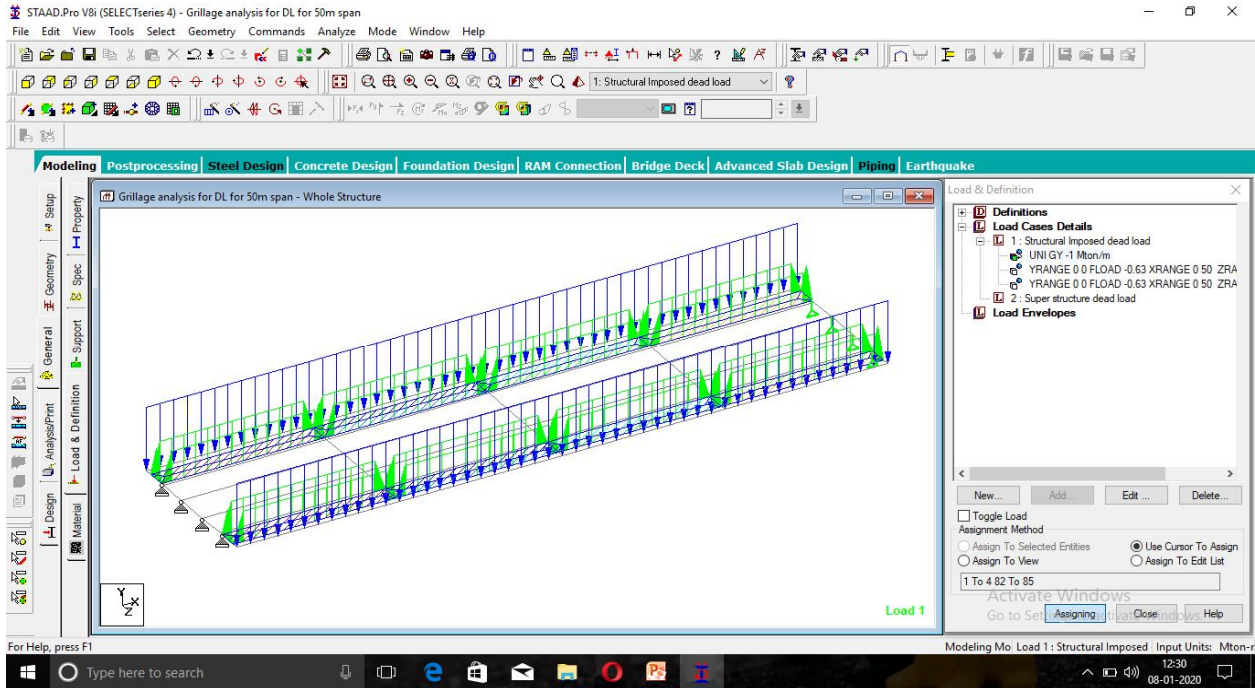 STAAD.Pro V8i (SELECTseries 4) - Grillage analysis for DL for 50m span
File Edit View Tools Select Geometry Commands Analyze Mode Window Help
1: Structural Imposed dead load
Modeling Postprocessing Steel Design Concrete Design Foundation Design RAM Connection Bridge Deck Advanced Slab Design Piping Earthquake
Setup
Geometry
General
Analysis/Print
Design
Property
Spec
Support
Load & Definition
Material
Grillage analysis for DL for 50m span - Whole Structure
Y
X
Z
Load 1
Load & Definition
Definitions
Load Cases Details
1 : Structural Imposed dead load
UNI GY -1 Mton/m
YRANGE 0 0 FLOAD -0.63 XRANGE 0 50 ZRA
YRANGE 0 0 FLOAD -0.63 XRANGE 0 50 ZRA
2 : Super structure dead load
Load Envelopes
New... Add... Edit ... Delete...
Toggle Load
Assignment Method
Assign To Selected Entities Use Cursor To Assign
Assign To View Assign To Edit List
1 To 4 82 To 85
Activate Windows
Assigning Close Help
For Help, press F1
Modeling Mo Load 1 : Structural Imposed Input Units: Mton-r
Type here to search
12:30
08-01-2020